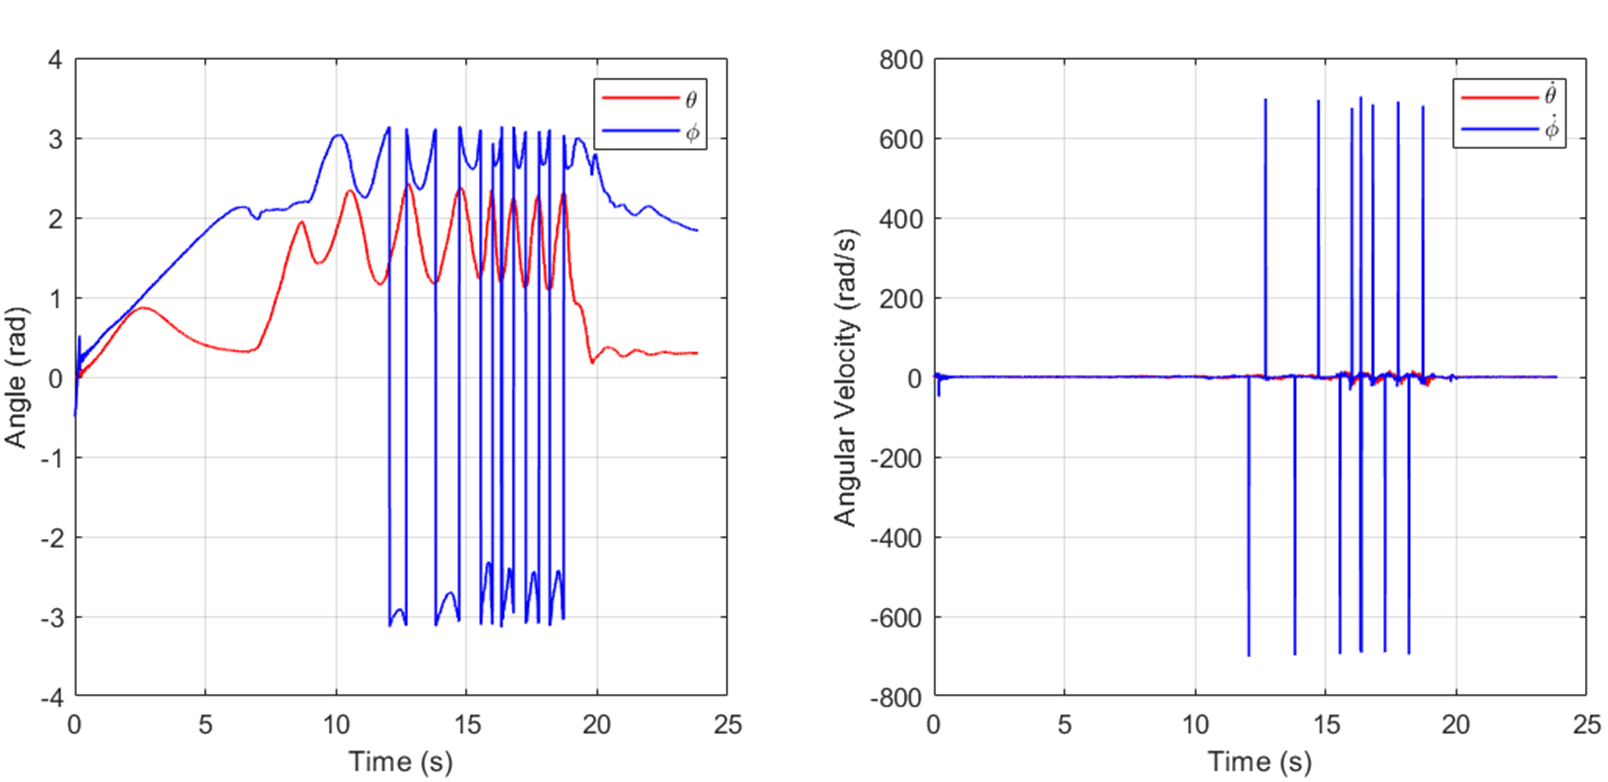 4
3
2
1
0
-1
-2
-3
-4
0 5 10 15 20 25
Angle (rad)
Time (s)
θ
ϕ
800
600
400
200
0
-200
-400
-600
-800
0 5 10 15 20 25
Angular Velocity (rad/s)
Time (s)
θ̇
ϕ̇